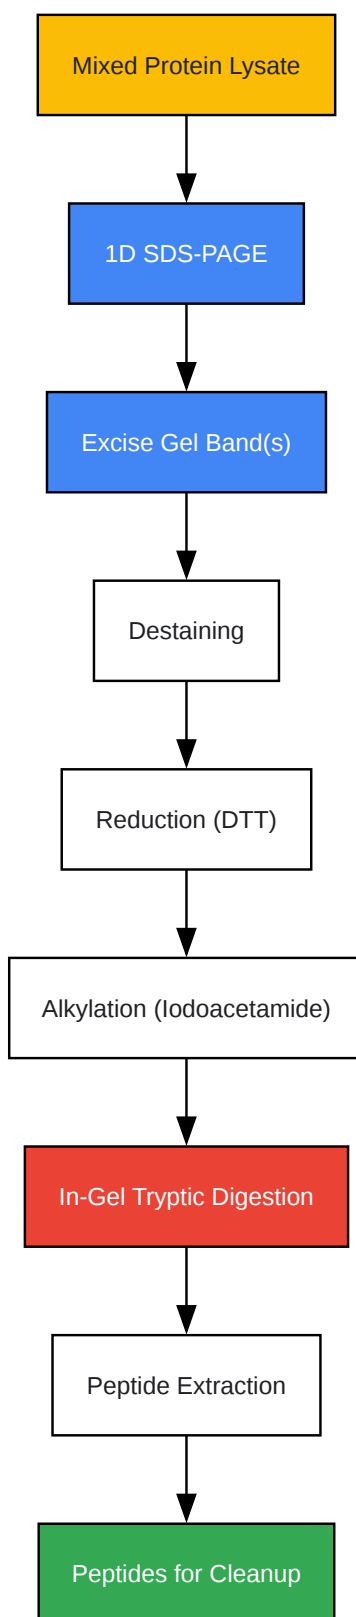 Mixed Protein Lysate
1D SDS-PAGE
Excise Gel Band(s)
Destaining
Reduction (DTT)
Alkylation (Iodoacetamide)
In-Gel Tryptic Digestion
Peptide Extraction
Peptides for Cleanup